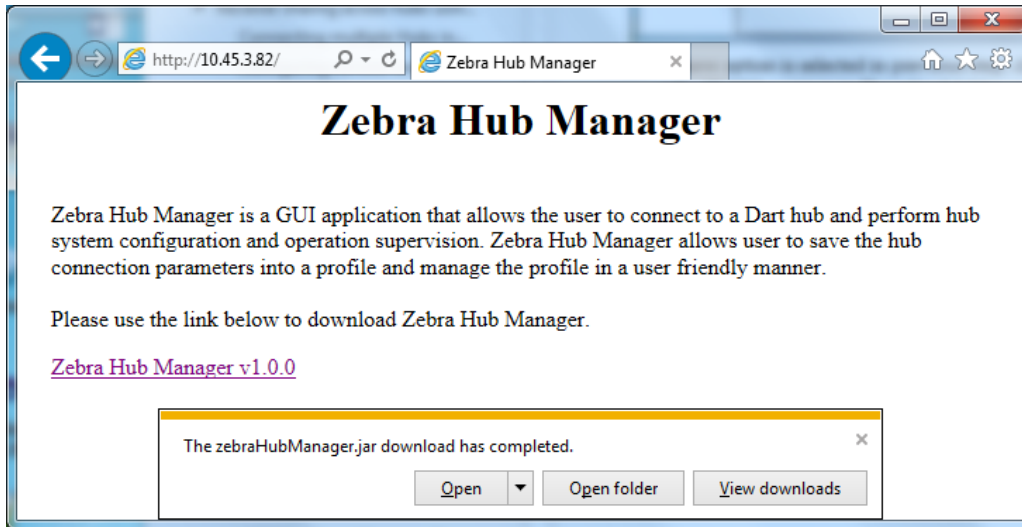 http://10.45.3.82/
Zebra Hub Manager
Zebra Hub Manager
Zebra Hub Manager is a GUI application that allows the user to connect to a Dart hub and perform hub
system configuration and operation supervision. Zebra Hub Manager allows user to save the hub
connection parameters into a profile and manage the profile in a user friendly manner.
Please use the link below to download Zebra Hub Manager.
Zebra Hub Manager v1.0.0
The zebraHubManager.jar download has completed.
Open
Open folder
View downloads